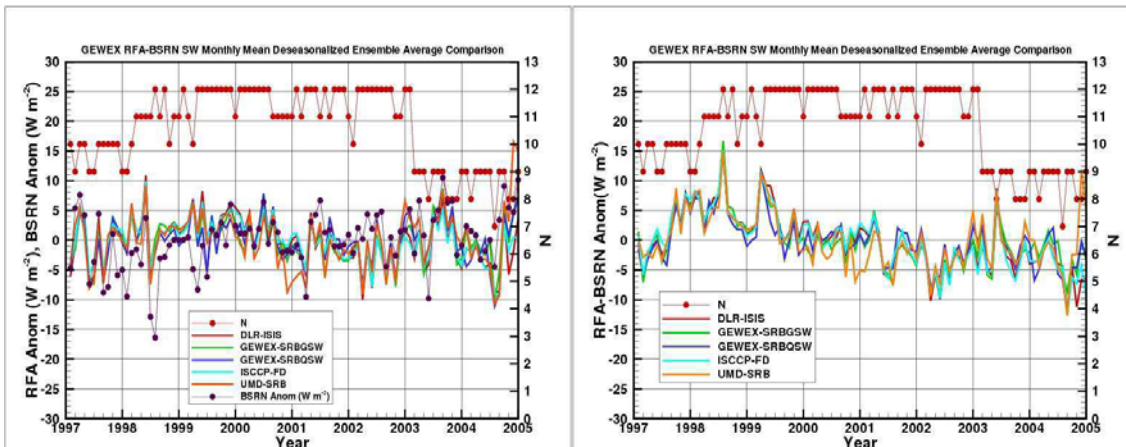 GEWEX RFA-BSRN SW Monthly Mean Deseasonalized Ensemble Average Comparison
30
25
20
15
10
5
0
-5
-10
-15
-20
-25
-30
RFA Anom (W m⁻²), BSRN Anom (W m⁻²)
13
12
11
10
9
8
7
6
5
4
3
2
1
0
N
N
DLR-ISIS
GEWEX-SRBGSW
GEWEX-SRBQSW
ISCCP-FD
UMD-SRB
BSRN Anom (W m⁻²)
1997 1998 1999 2000 2001 2002 2003 2004 2005
Year
GEWEX RFA-BSRN SW Monthly Mean Deseasonalized Ensemble Average Comparison
30
25
20
15
10
5
0
-5
-10
-15
-20
-25
-30
RFA-BSRN Anom(W m⁻²)
13
12
11
10
9
8
7
6
5
4
3
2
1
0
N
N
DLR-ISIS
GEWEX-SRBGSW
GEWEX-SRBQSW
ISCCP-FD
UMD-SRB
1997 1998 1999 2000 2001 2002 2003 2004 2005
Year